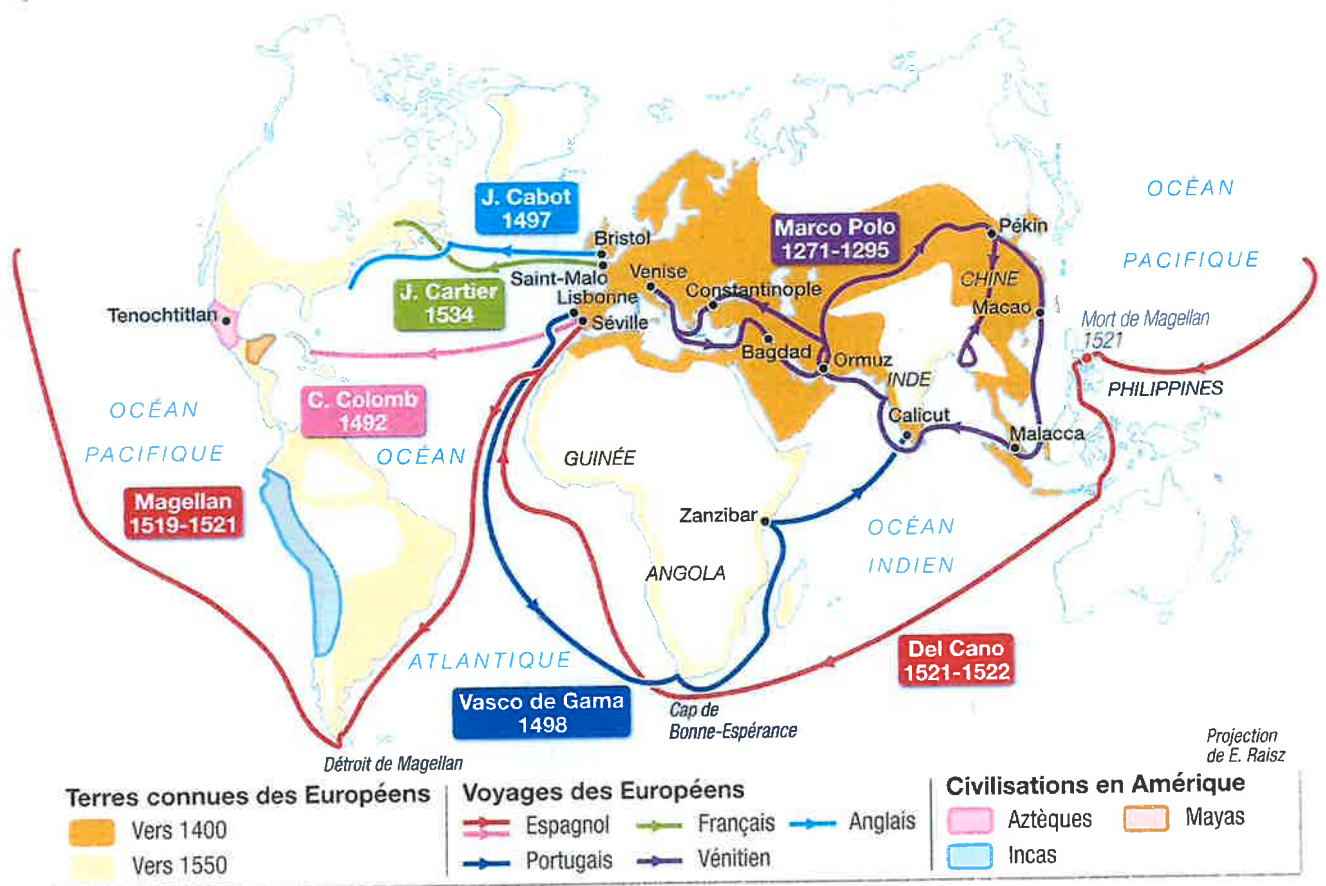 J. Cabot
1497
OCÉAN
PACIFIQUE
Marco Polo
1271-1295
Pékin
Bristol
Saint-Malo
Venise
CHINE
J. Cartier
1534
Lisbonne
Constantinople
Macao
Tenochtitlan
Séville
Mort de Magellan
1521
Bagdad
Ormuz
INDE
PHILIPPINES
C. Colomb
1492
OCÉAN
PACIFIQUE
Calicut
Malacca
OCÉAN
GUINÉE
Magellan
1519-1521
Zanzibar
OCÉAN
INDIEN
ANGOLA
ATLANTIQUE
Del Cano
1521-1522
Vasco de Gama
1498
Cap de
Bonne-Espérance
Détroit de Magellan
Projection
de E. Raisz
Terres connues des Européens
Vers 1400
Vers 1550
Voyages des Européens
Espagnol
Français
Anglais
Portugais
Vénitien
Civilisations en Amérique
Aztèques
Mayas
Incas